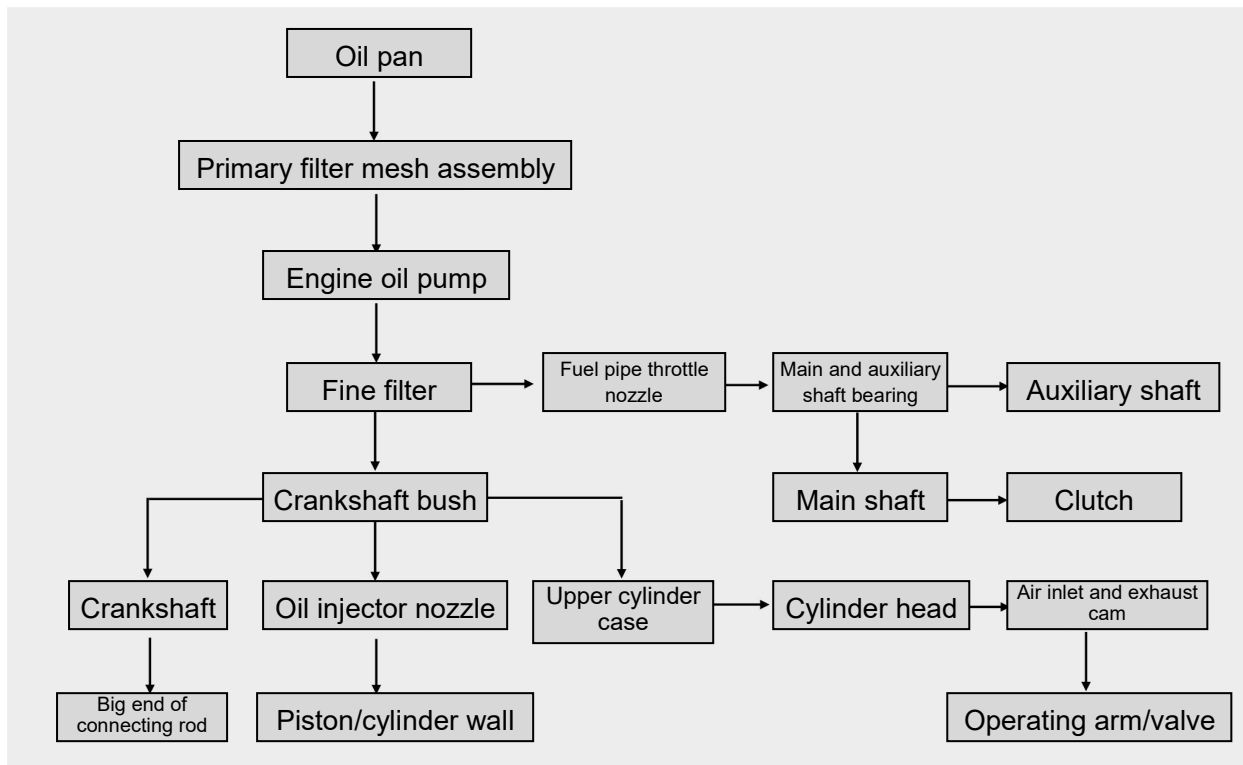 Oil pan
Primary filter mesh assembly
Engine oil pump
Fine filter
Fuel pipe throttle
nozzle
Main and auxiliary
shaft bearing
Auxiliary shaft
Crankshaft bush
Main shaft
Clutch
Crankshaft
Oil injector nozzle
Upper cylinder
case
Cylinder head
Air inlet and exhaust
cam
Big end of
connecting rod
Piston/cylinder wall
Operating arm/valve